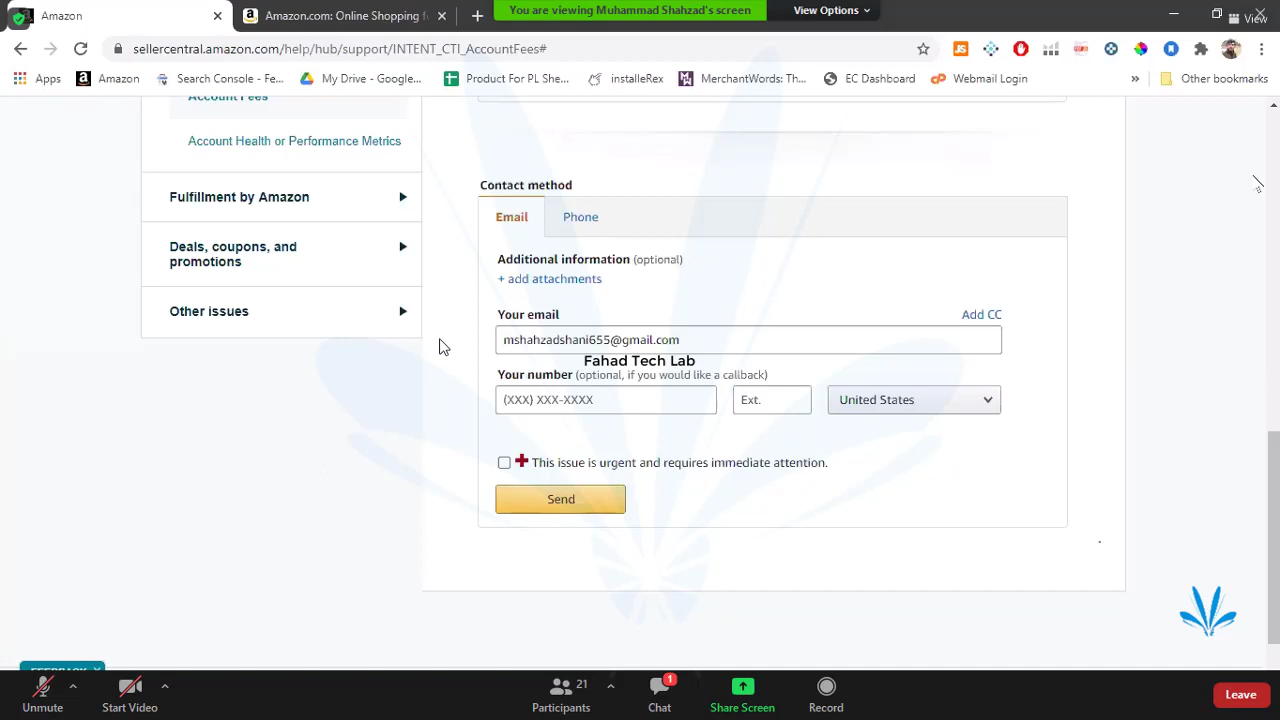 Amazon
Amazon.com: Online Shopping f
You are viewing Muhammad Shahzad's screen
View Options
View
sellercentral.amazon.com/help/hub/support/INTENT_CTI_AccountFees#
Apps
Amazon
Search Console - Fe...
My Drive - Google...
Product For PL She...
installeRex
MerchantWords: Th...
EC Dashboard
Webmail Login
»
Other bookmarks
Account Fees
Account Health or Performance Metrics
Fulfillment by Amazon
Deals, coupons, and
promotions
Other issues
Contact method
Email
Phone
Additional information (optional)
+ add attachments
Your email
Add CC
mshahzadshani655@gmail.com
Fahad Tech Lab
Your number (optional, if you would like a callback)
(XXX) XXX-XXXX
Ext.
United States
This issue is urgent and requires immediate attention.
Send
FEEDBACK
Unmute
Start Video
21
Participants
1
Chat
Share Screen
Record
Leave